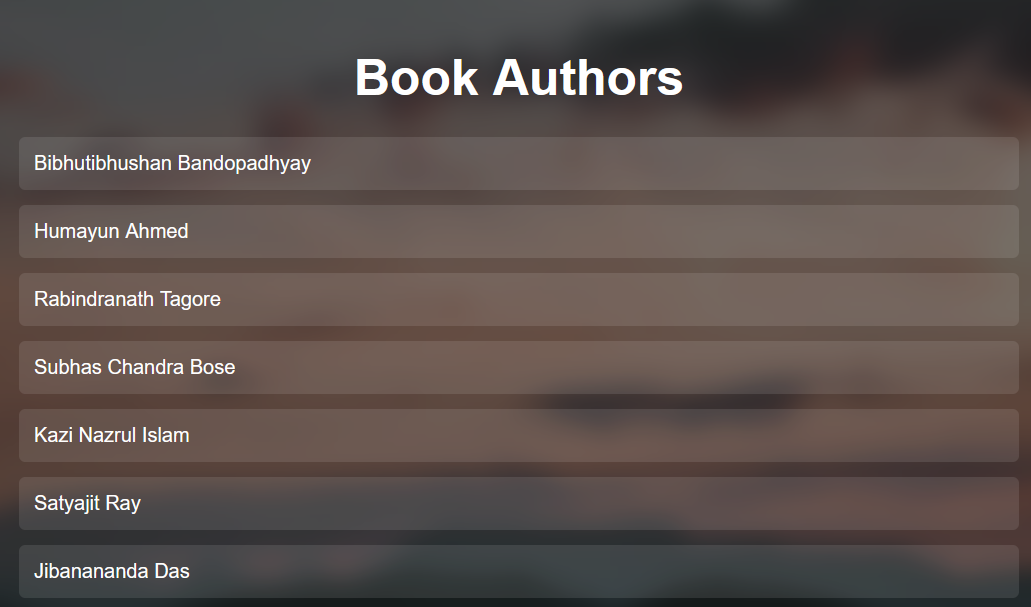 Book Authors
Bibhutibhushan Bandopadhyay
Humayun Ahmed
Rabindranath Tagore
Subhas Chandra Bose
Kazi Nazrul Islam
Satyajit Ray
Jibanananda Das